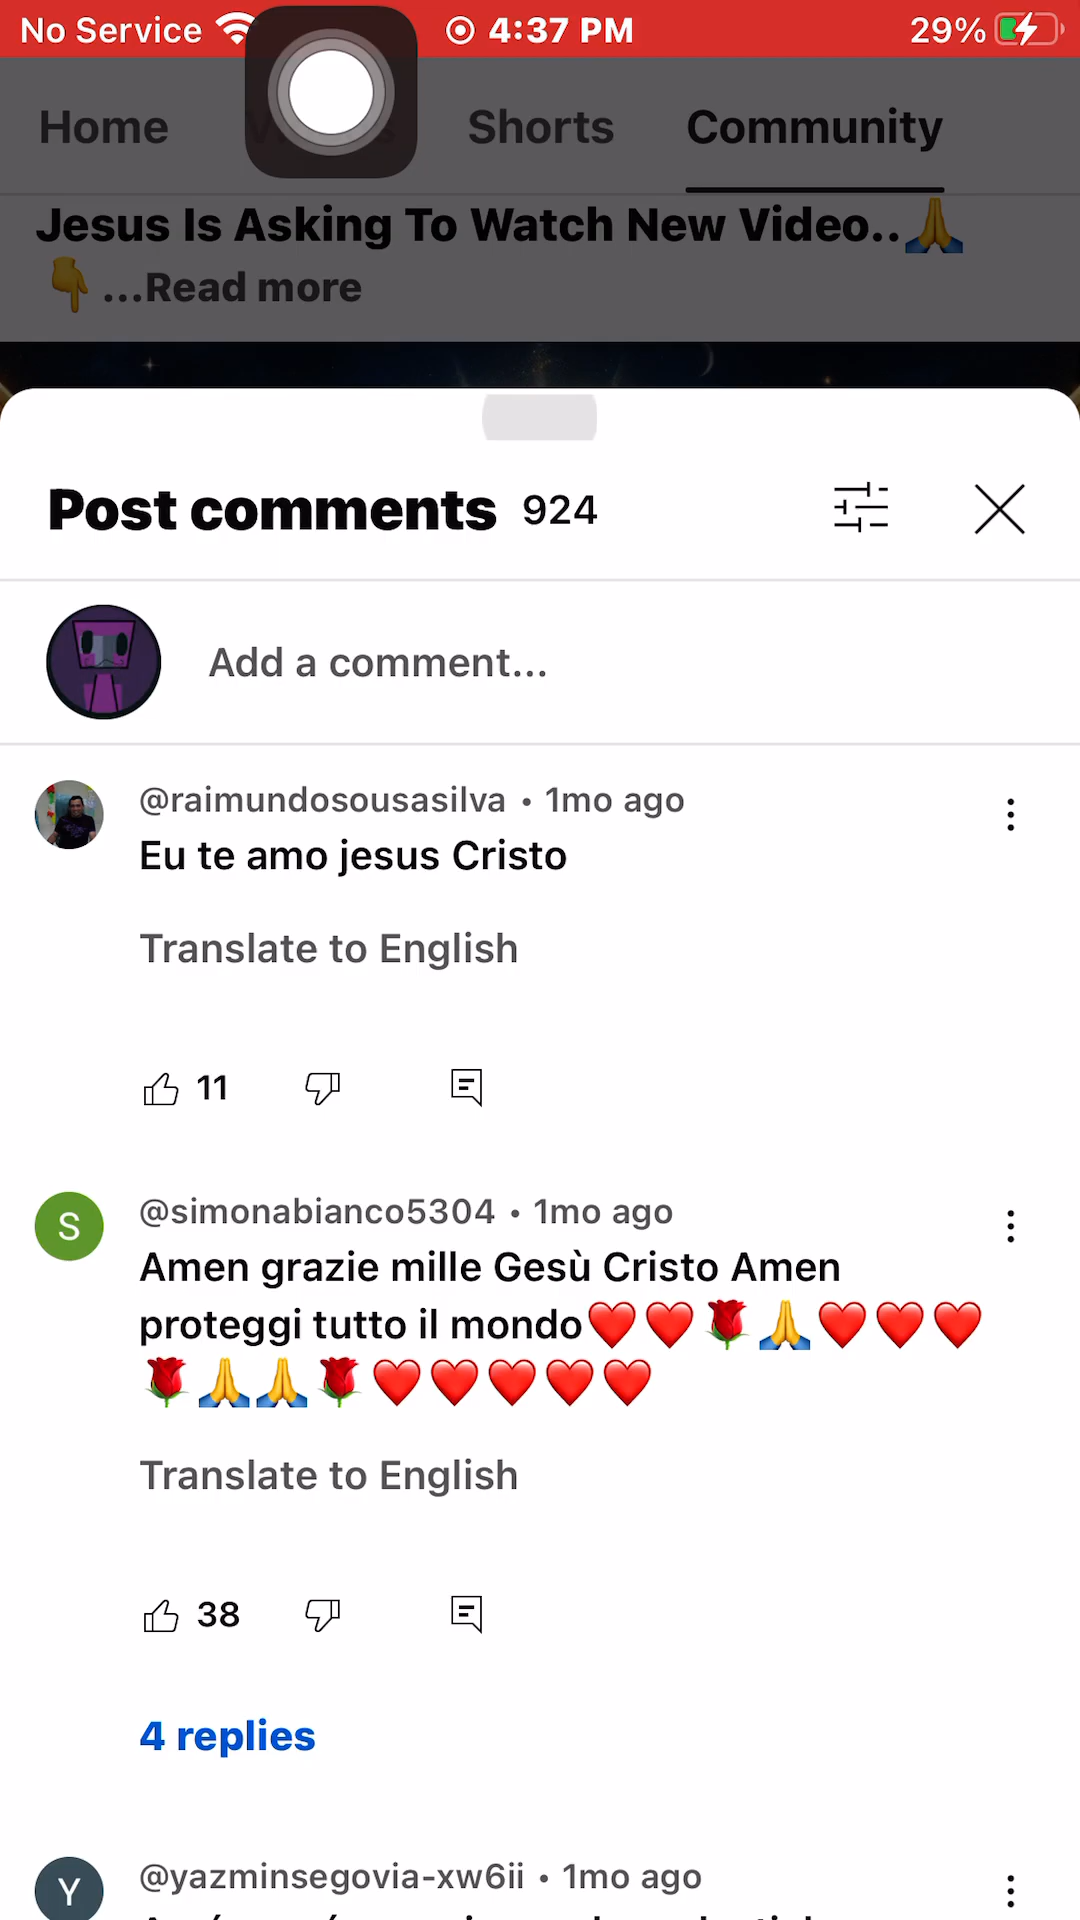 No Service 4:37 PM 29%
Home Shorts Community
Jesus Is Asking To Watch New Video..🙏
👇 ...Read more
Post comments 924
Add a comment...
@raimundosousasilva • 1mo ago
Eu te amo jesus Cristo
Translate to English
11
S
@simonabianco5304 • 1mo ago
Amen grazie mille Gesù Cristo Amen
proteggi tutto il mondo❤️❤️🌹🙏❤️❤️❤️
🌹🙏🙏🌹❤️❤️❤️❤️❤️
Translate to English
38
4 replies
Y
@yazminsegovia-xw6ii • 1mo ago